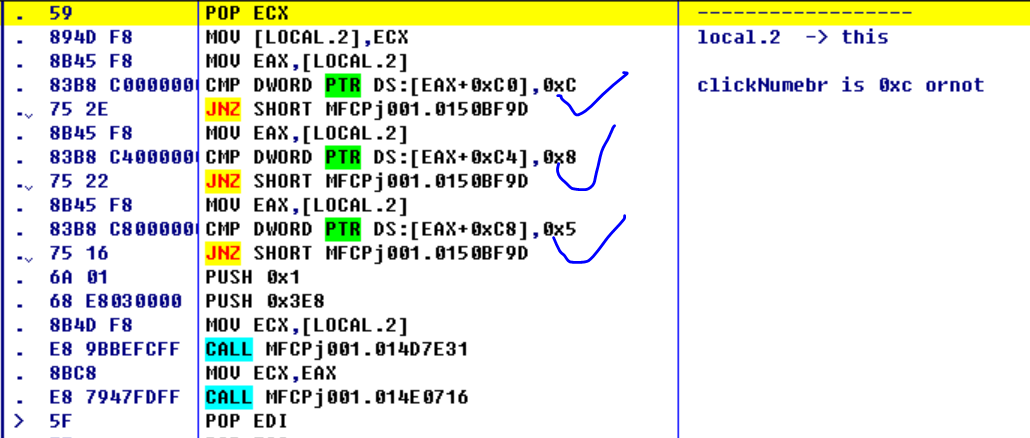 . 59 POP ECX -------------------
. 894D F8 MOV [LOCAL.2],ECX local.2 -> this
. 8B45 F8 MOV EAX,[LOCAL.2]
. 83B8 C0000000 CMP DWORD PTR DS:[EAX+0xC0],0xC clickNumebr is 0xc ornot
.⌄ 75 2E JNZ SHORT MFCPj001.0150BF9D
. 8B45 F8 MOV EAX,[LOCAL.2]
. 83B8 C4000000 CMP DWORD PTR DS:[EAX+0xC4],0x8
.⌄ 75 22 JNZ SHORT MFCPj001.0150BF9D
. 8B45 F8 MOV EAX,[LOCAL.2]
. 83B8 C8000000 CMP DWORD PTR DS:[EAX+0xC8],0x5
.⌄ 75 16 JNZ SHORT MFCPj001.0150BF9D
. 6A 01 PUSH 0x1
. 68 E8030000 PUSH 0x3E8
. 8B4D F8 MOV ECX,[LOCAL.2]
. E8 9BBEFCFF CALL MFCPj001.014D7E31
. 8BC8 MOV ECX,EAX
. E8 7947FDFF CALL MFCPj001.014E0716
> 5F POP EDI